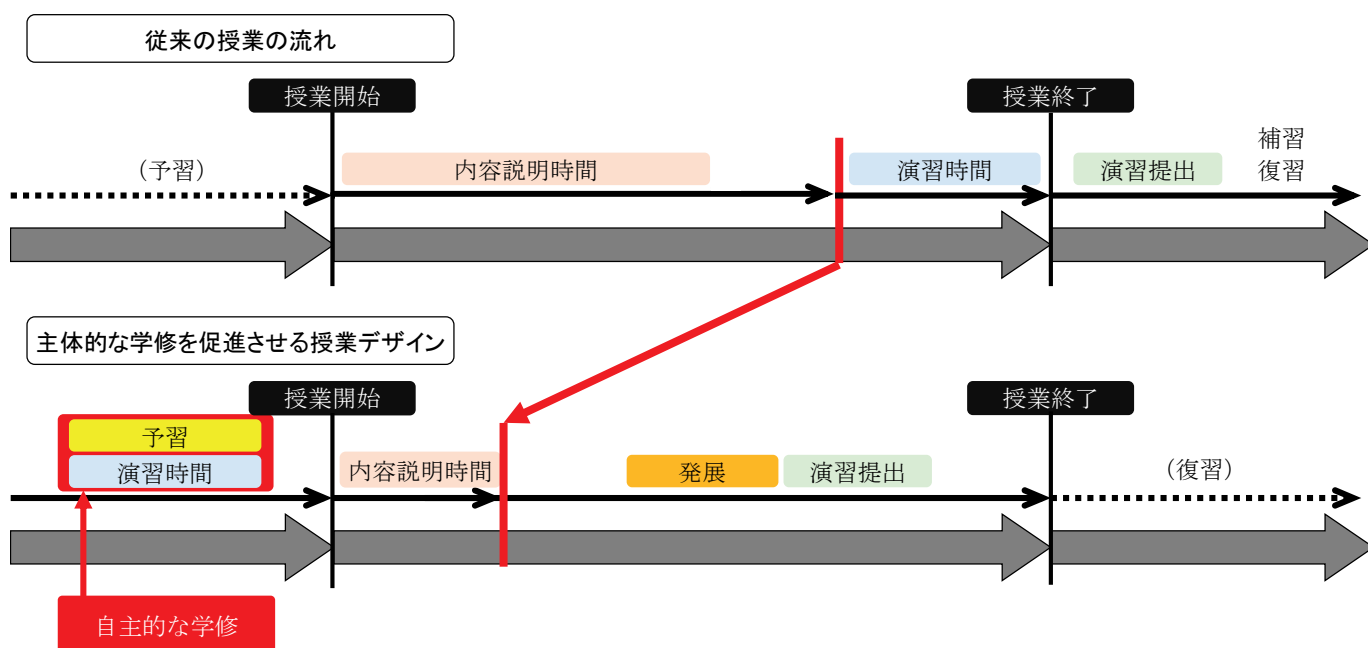 従来の授業の流れ
授業開始
授業終了
(予習)
内容説明時間
演習時間
演習提出
補習
復習
主体的な学修を促進させる授業デザイン
授業開始
授業終了
予習
演習時間
内容説明時間
発展
演習提出
(復習)
自主的な学修